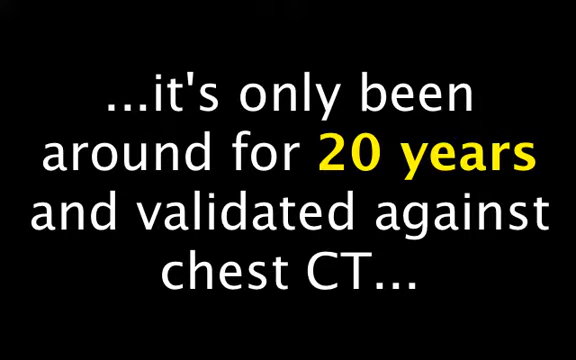 ...it's only been
around for 20 years
and validated against
chest CT...